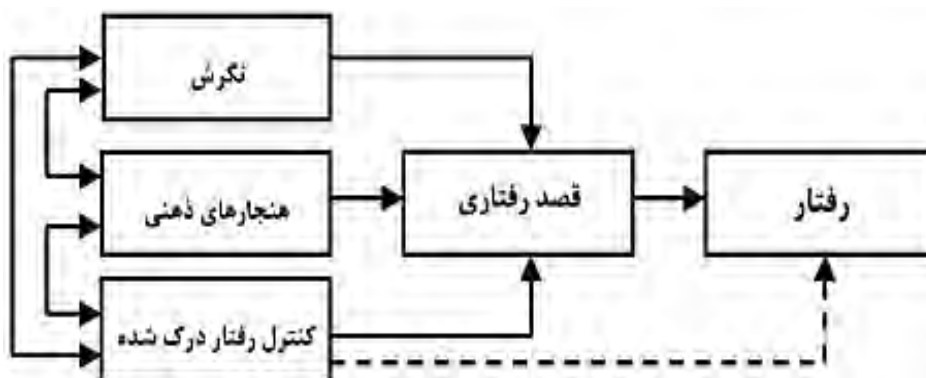 نگرش
هنجارهای ذهنی
قصد رفتاری
رفتار
کنترل رفتار درک شده